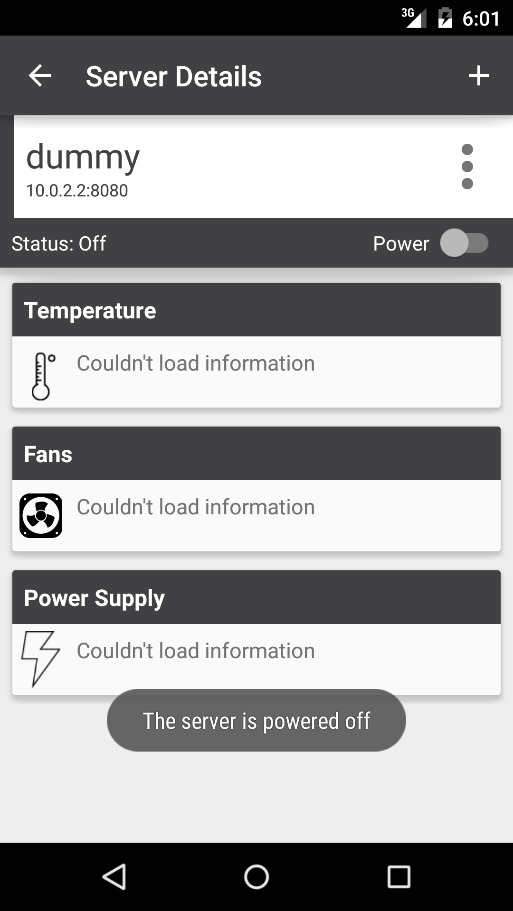 3G 6:01
Server Details
dummy
10.0.2.2:8080
Status: Off Power
Temperature
Couldn't load information
Fans
Couldn't load information
Power Supply
Couldn't load information
The server is powered off